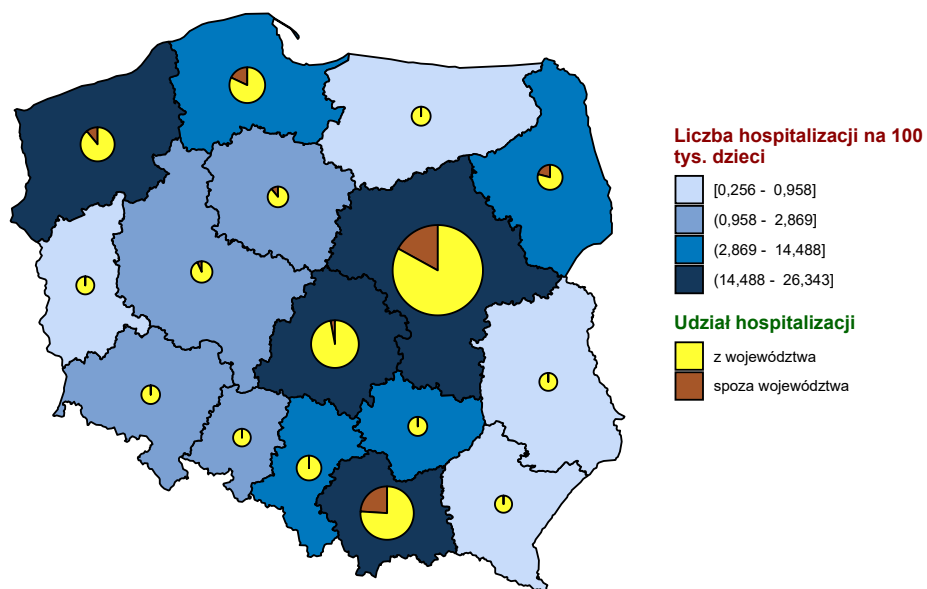 Liczba hospitalizacji na 100
tys. dzieci
[0,256 - 0,958]
(0,958 - 2,869]
(2,869 - 14,488]
(14,488 - 26,343]
Udział hospitalizacji
z województwa
spoza województwa